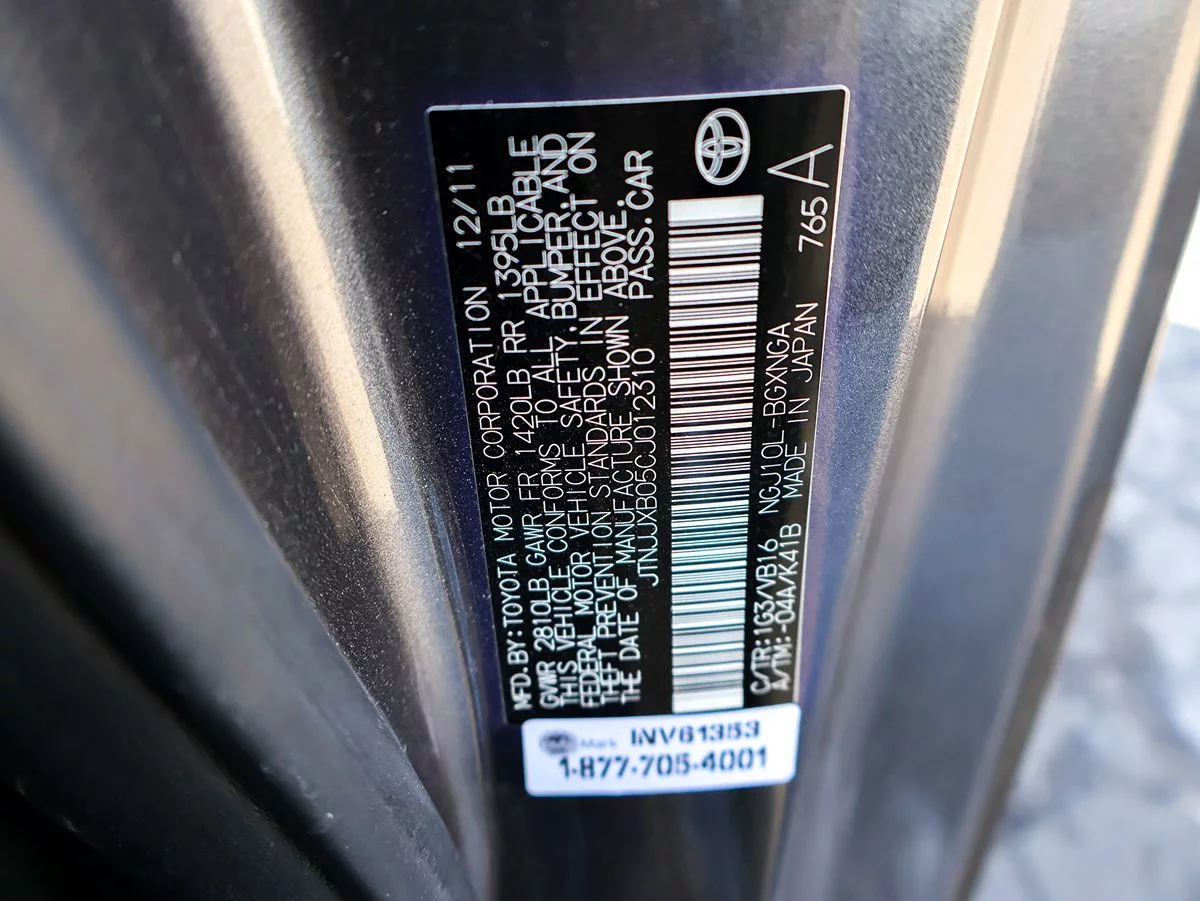 MFD.BY:TOYOTA MOTOR CORPORATION 12/11
GVWR 2810LB GAWR FR 1420LB RR 1395LB
THIS VEHICLE CONFORMS TO ALL APPLICABLE
FEDERAL MOTOR VEHICLE SAFETY,BUMPER,AND
THEFT PREVENTION STANDARDS IN EFFECT ON
THE DATE OF MANUFACTURE SHOWN ABOVE.
JTNJJXB05CJ012310 PASS.CAR
C/TR:1G3/VB16 NGJ10L-BGXNGA
A/TM:-04A/K41B MADE IN JAPAN 765A
Mark INV61353
1-877-705-4001